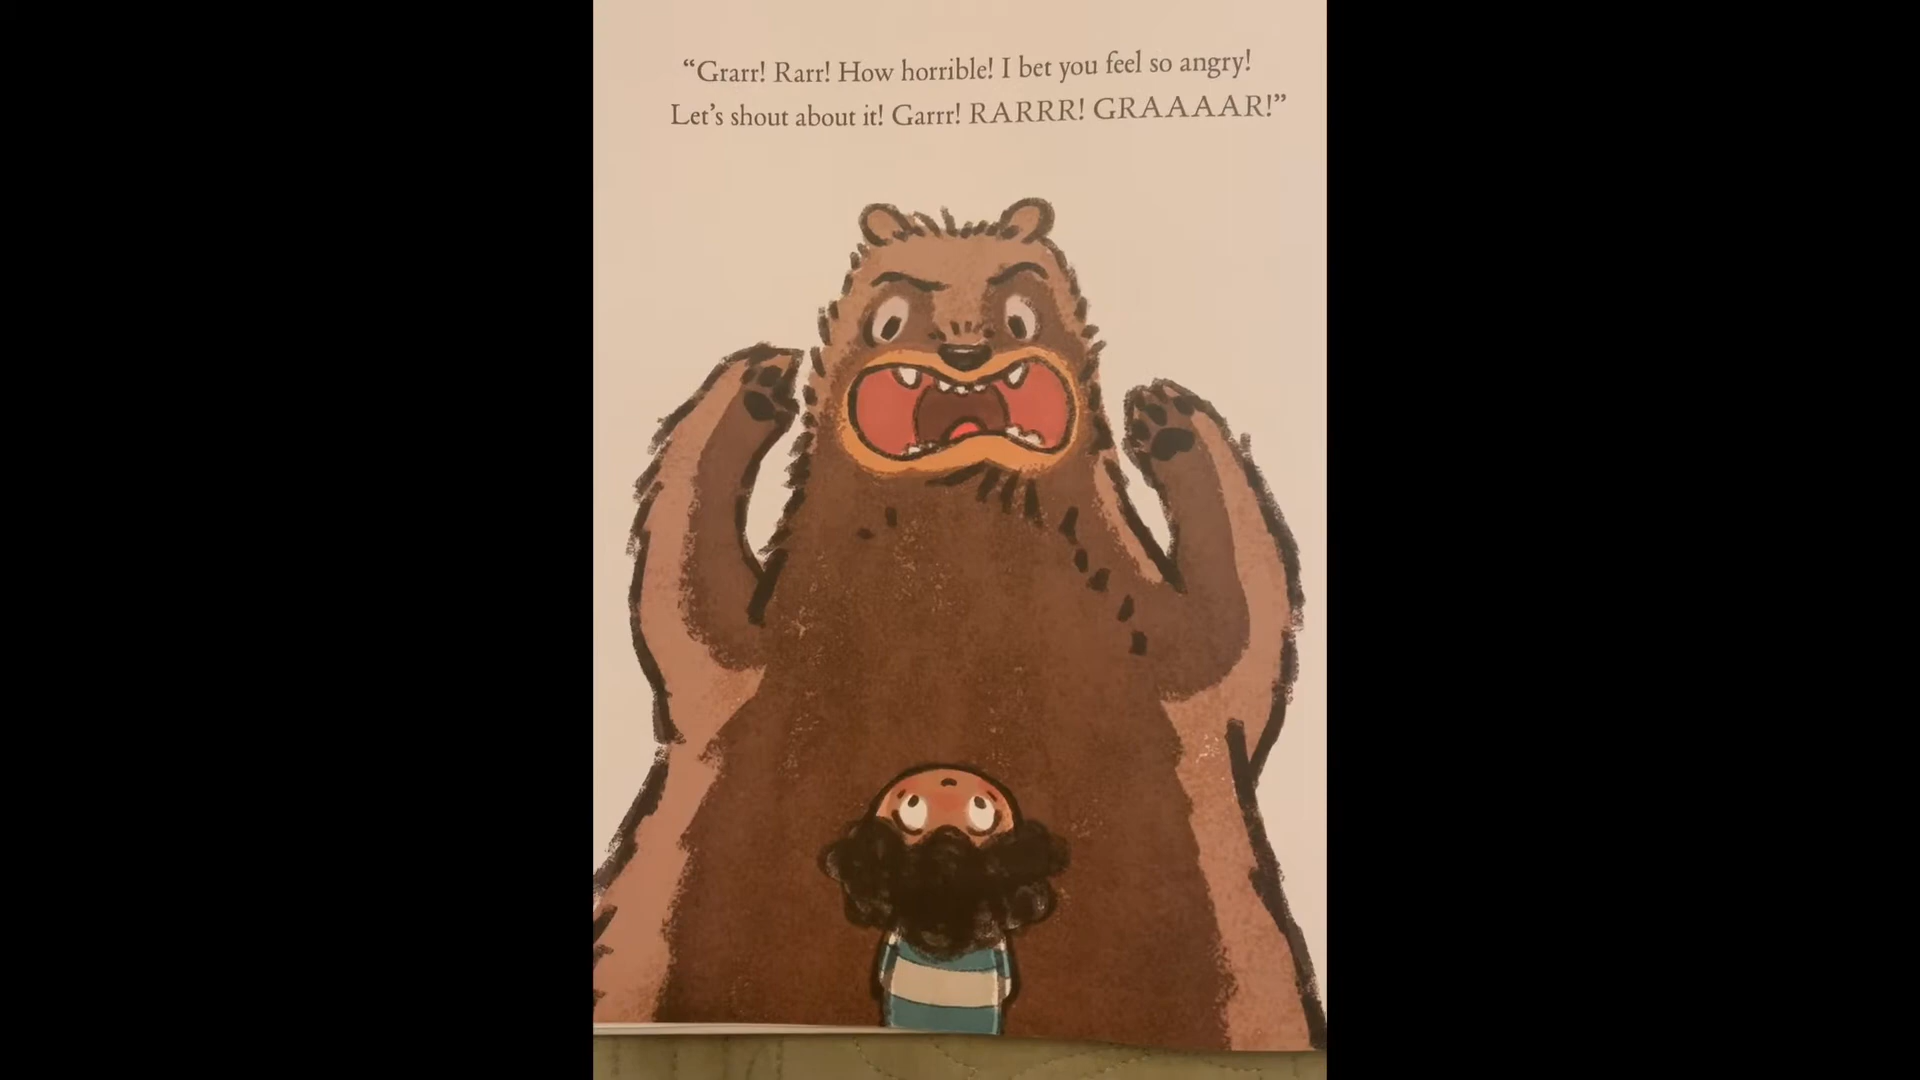 “Grarr! Rarr! How horrible! I bet you feel so angry!
Let’s shout about it! Garrr! RARRR! GRAAAAR!”